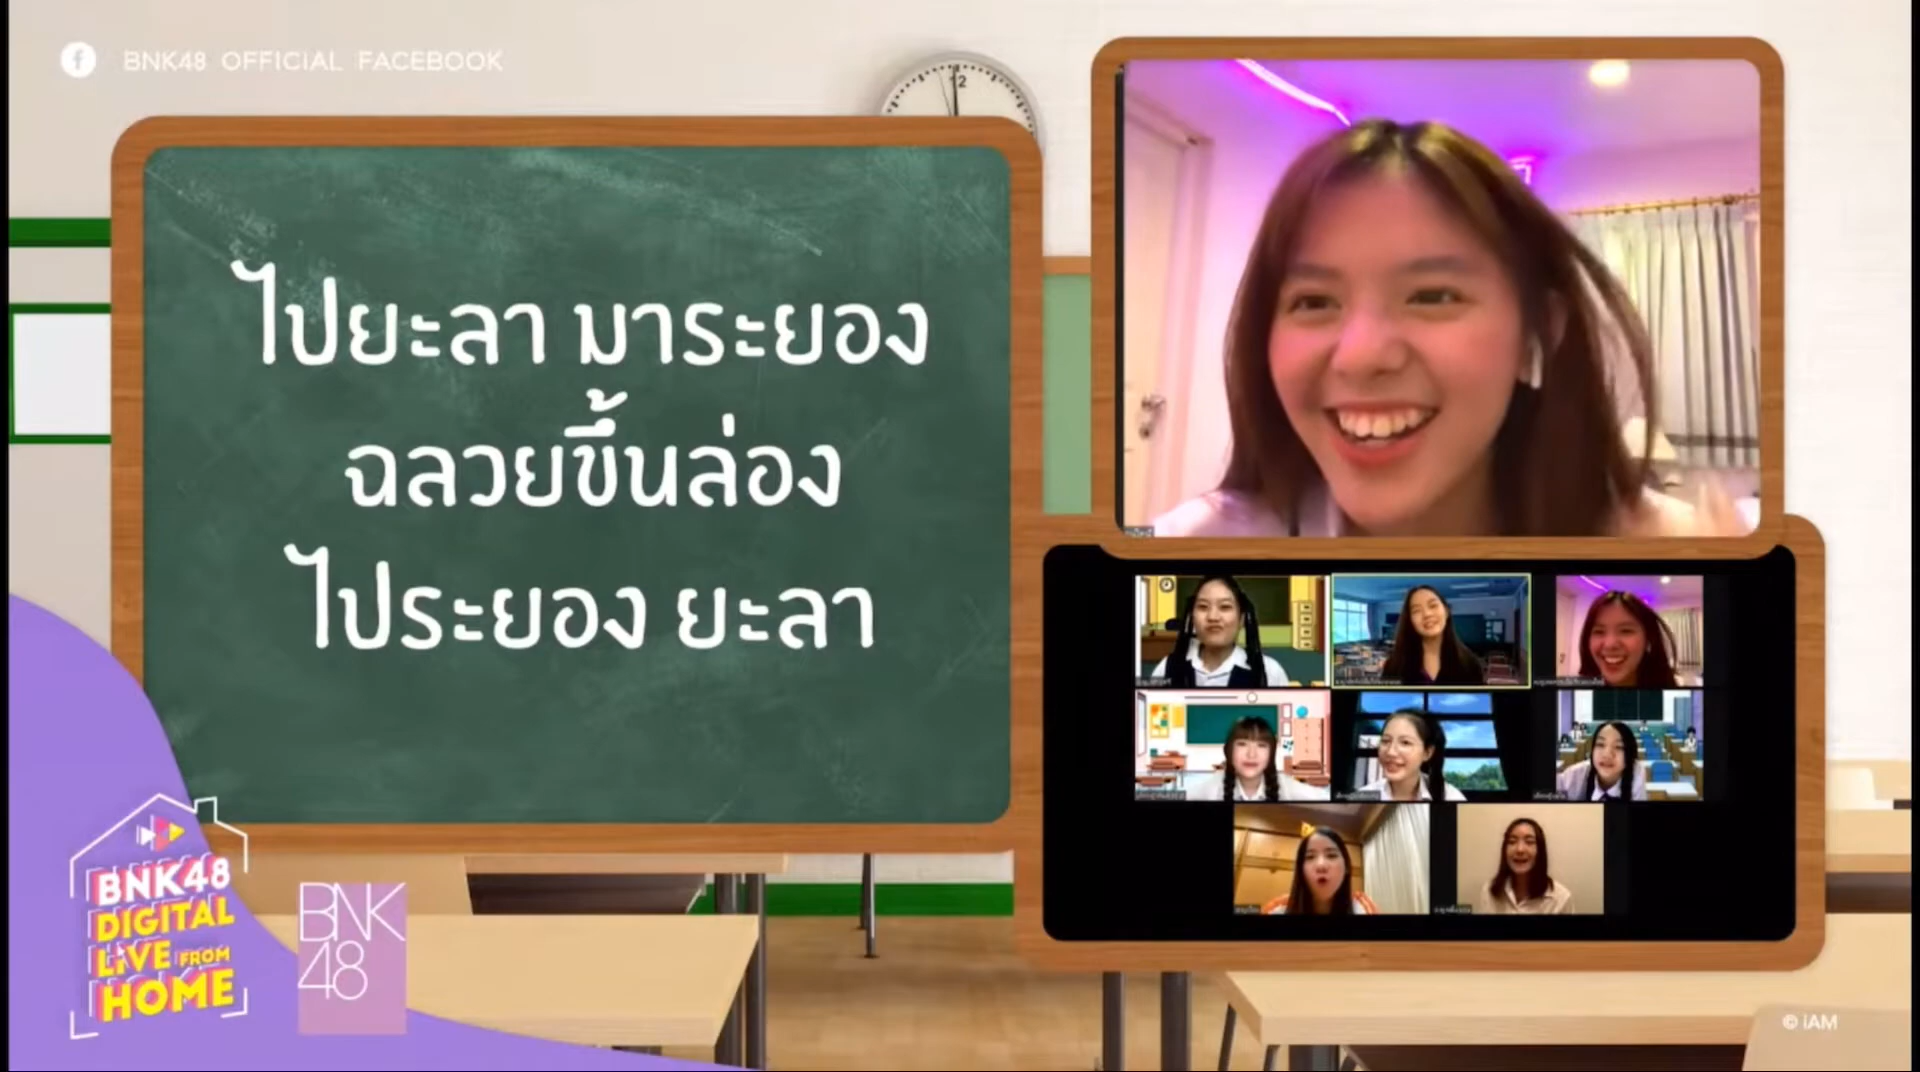 BNK48 OFFICIAL FACEBOOK
12
ไปยะลา มาระยอง
ฉลวยขึ้นล่อง
ไประยอง ยะลา
BNK48
DIGITAL
LIVE FROM
HOME
BNK
48
© iAM